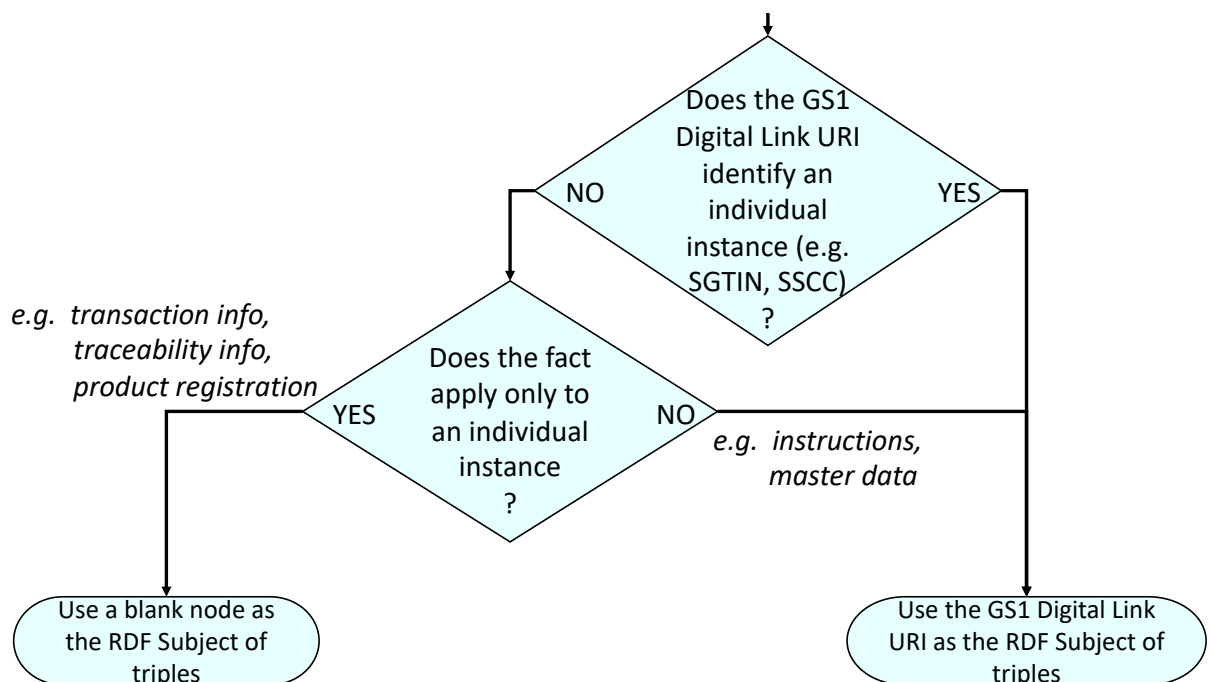 Does the GS1
Digital Link URI
identify an
individual
instance (e.g.
SGTIN, SSCC)
?
NO
YES
e.g. transaction info,
traceability info,
product registration
Does the fact
apply only to
an individual
instance
?
YES
NO
e.g. instructions,
master data
Use a blank node as
the RDF Subject of
triples
Use the GS1 Digital Link
URI as the RDF Subject of
triples